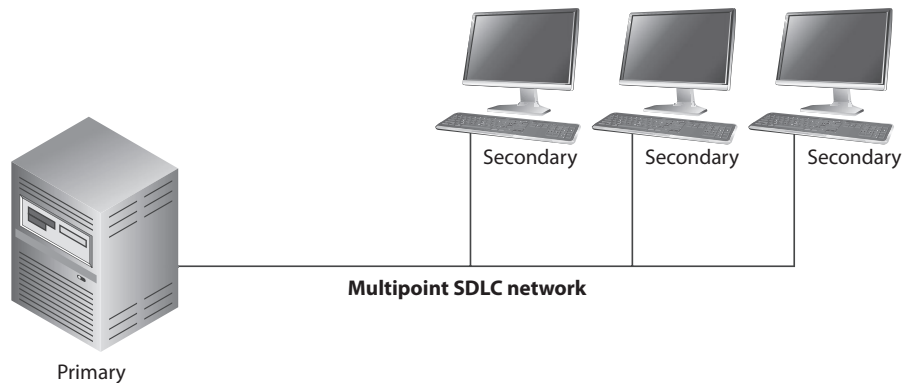 Secondary
Secondary
Secondary
Multipoint SDLC network
Primary